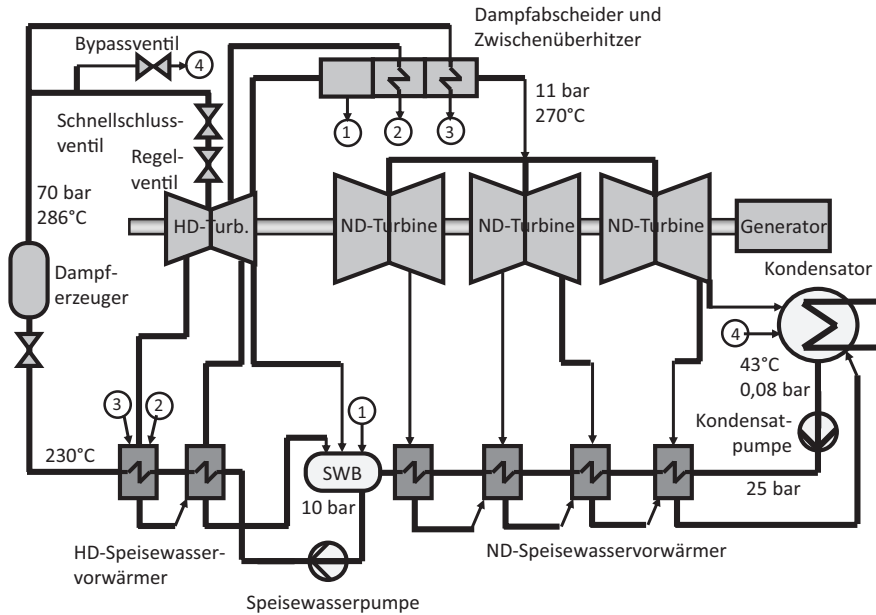 Dampfabscheider und
Zwischenüberhitzer
Bypassventil
4
11 bar
270°C
Schnellschluss-
ventil
1
2
3
Regel-
ventil
70 bar
286°C
HD-Turb.
ND-Turbine
ND-Turbine
ND-Turbine
Generator
Kondensator
Dampf-
erzeuger
4
43°C
0,08 bar
3
2
1
Kondensat-
pumpe
230°C
SWB
10 bar
25 bar
HD-Speisewasser-
vorwärmer
ND-Speisewasservorwärmer
Speisewasserpumpe